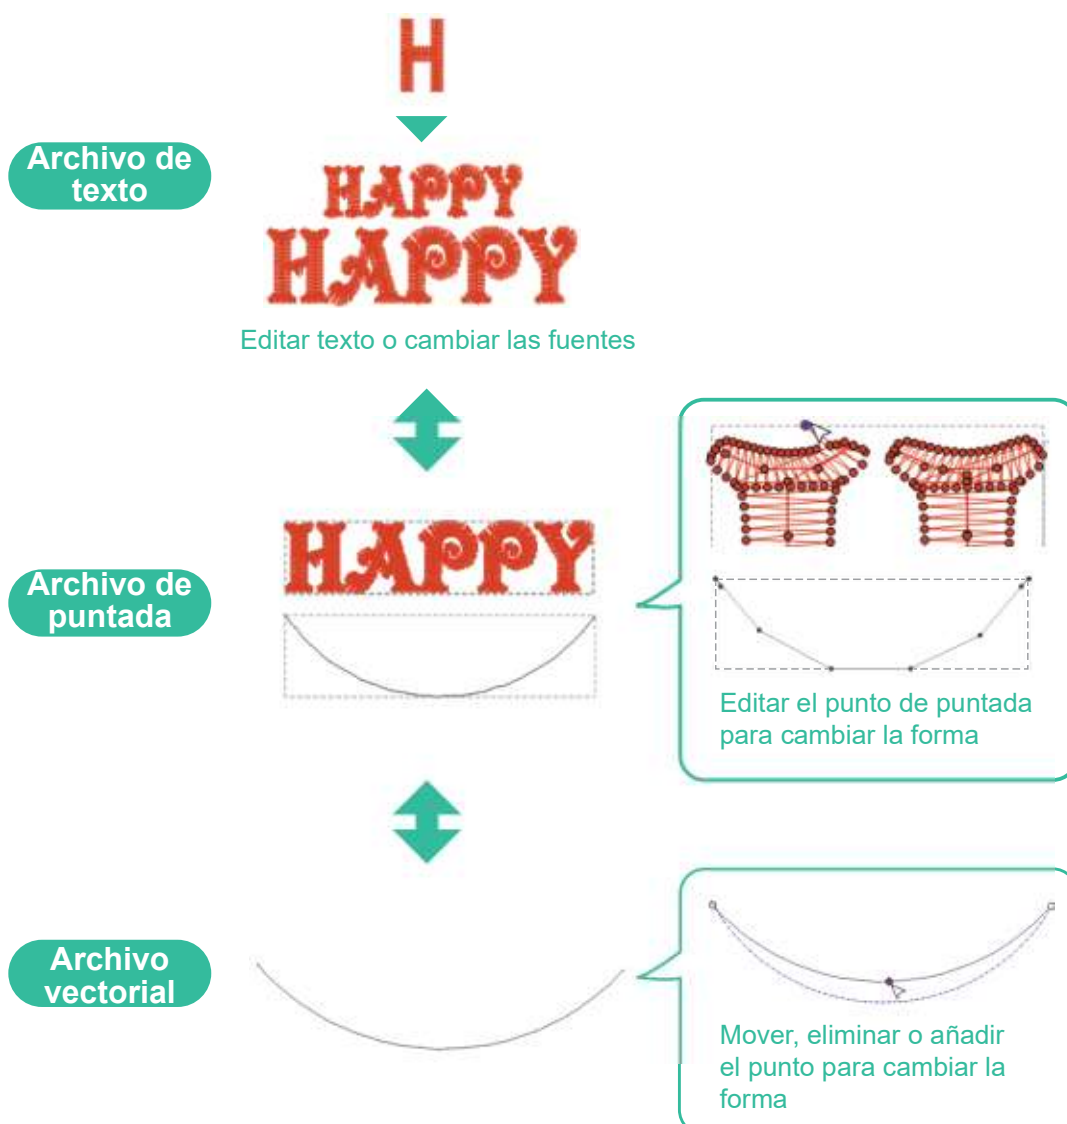 H
Archivo de
texto
HAPPY
HAPPY
Editar texto o cambiar las fuentes
Archivo de
puntada
HAPPY
Editar el punto de puntada
para cambiar la forma
Archivo
vectorial
Mover, eliminar o añadir
el punto para cambiar la
forma